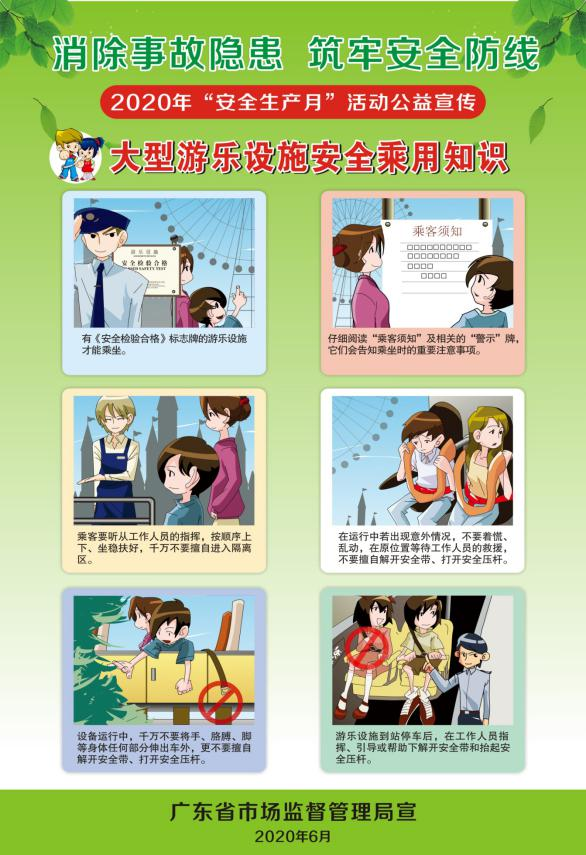 消除事故隐患 筑牢安全防线
2020年“安全生产月”活动公益宣传
大型游乐设施安全乘用知识
游乐设施
安全检验合格
SAFETY TEST
有《安全检验合格》标志牌的游乐设施
才能乘坐。
乘客须知
仔细阅读“乘客须知”及相关的“警示”牌，
它们会告知乘坐时的重要注意事项。
乘客要听从工作人员的指挥，按顺序上
下、坐稳扶好，千万不要擅自进入隔离
区。
在运行中若出现意外情况，不要着慌、
乱动，在原位置等待工作人员的救援，
不要擅自解开安全带、打开安全压杆。
设备运行中，千万不要将手、胳膊、脚
等身体任何部分伸出车外，更不要擅自
解开安全带、打开安全压杆。
游乐设施到站停车后，在工作人员指
挥、引导或帮助下解开安全带和抬起安
全压杆。
广东省市场监督管理局宣
2020年6月